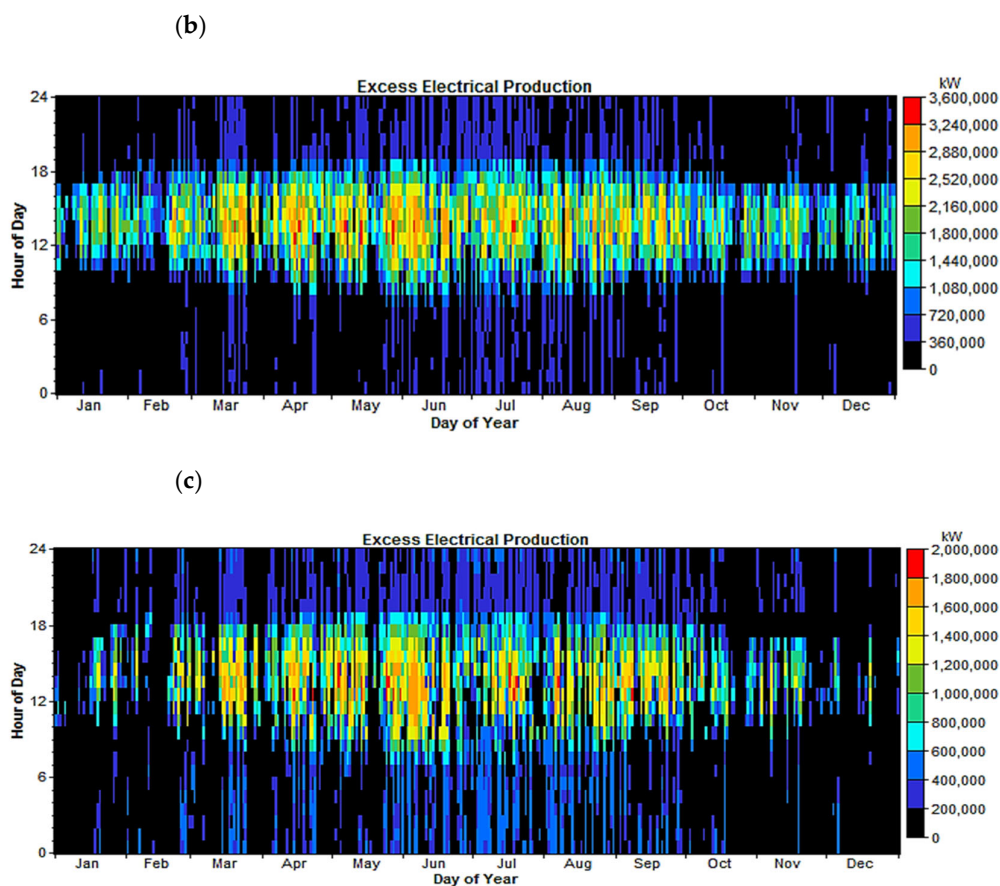 (b)
Excess Electrical Production
kW
24
18
12
6
0
Hour of Day
3,600,000
3,240,000
2,880,000
2,520,000
2,160,000
1,800,000
1,440,000
1,080,000
720,000
360,000
0
Jan Feb Mar Apr May Jun Jul Aug Sep Oct Nov Dec
Day of Year
(c)
Excess Electrical Production
kW
24
18
12
6
0
Hour of Day
2,000,000
1,800,000
1,600,000
1,400,000
1,200,000
1,000,000
800,000
600,000
400,000
200,000
0
Jan Feb Mar Apr May Jun Jul Aug Sep Oct Nov Dec
Day of Year